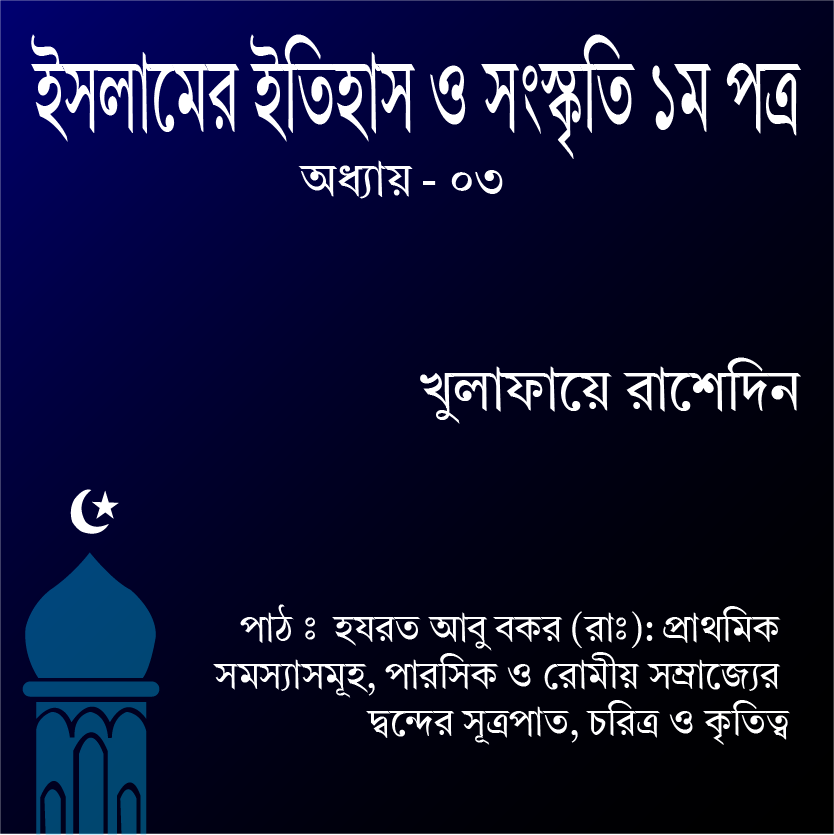 ইসলামের ইতিহাস ও সংস্কৃতি ১ম পত্র
অধ্যায় - ০৩
খুলাফায়ে রাশেদিন
পাঠ ঃ হযরত আবু বকর (রাঃ): প্রাথমিক
সমস্যাসমূহ, পারসিক ও রোমীয় সম্রাজ্যের
দ্বন্দের সূত্রপাত, চরিত্র ও কৃতিত্ব